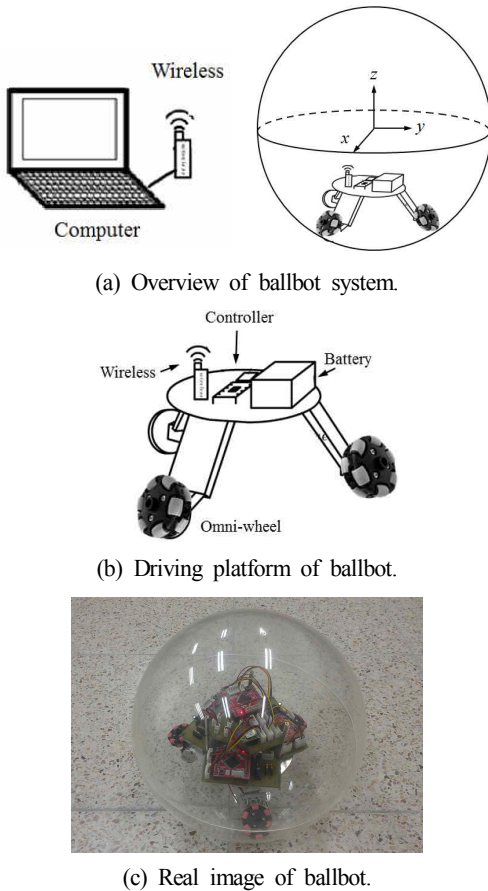 Wireless
Computer
z
y
x
(a) Overview of ballbot system.
Controller
Wireless
Battery
Omni-wheel
(b) Driving platform of ballbot.
(c) Real image of ballbot.